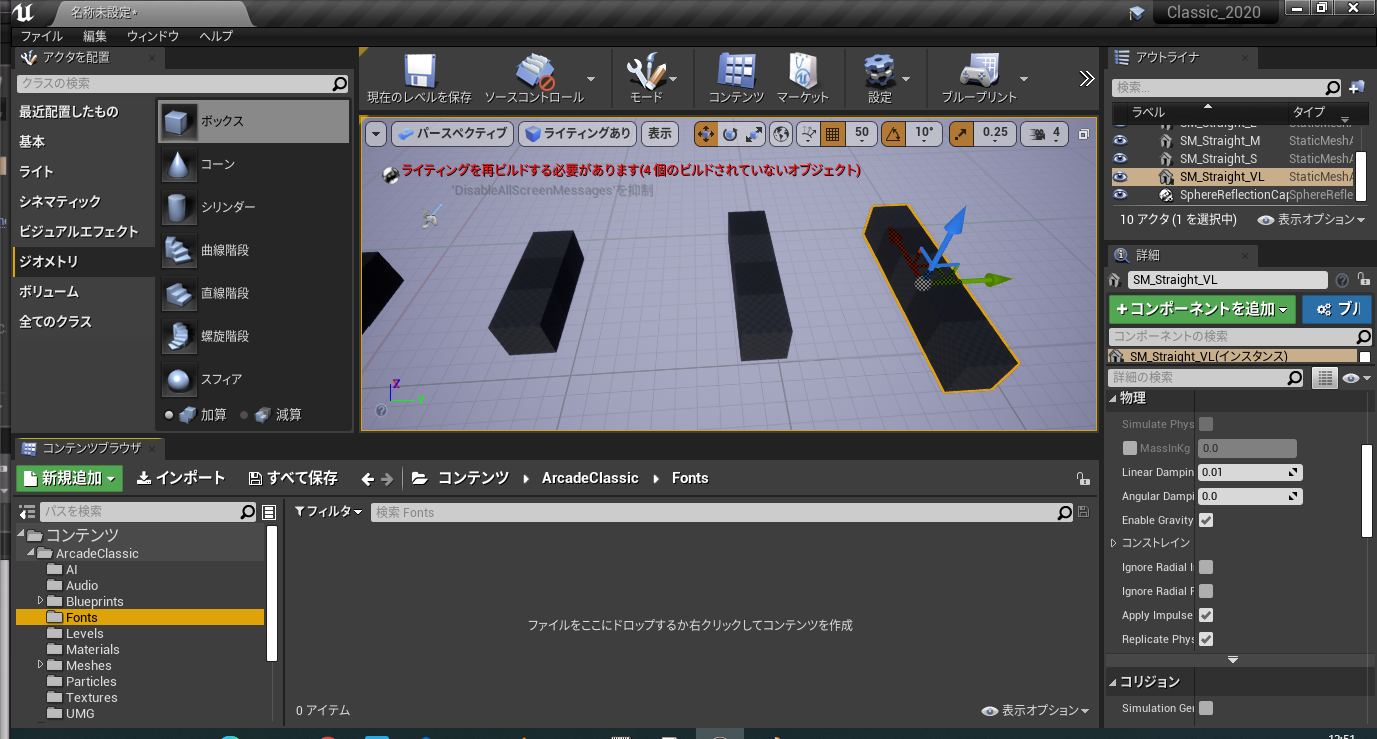 名称未設定*
Classic_2020
ファイル 編集 ウィンドウ ヘルプ
アクタを配置
クラスの検索
最近配置したもの
基本
ライト
シネマティック
ビジュアルエフェクト
ジオメトリ
ボリューム
全てのクラス
ボックス
コーン
シリンダー
曲線階段
直線階段
螺旋階段
スフィア
加算 減算
現在のレベルを保存 ソースコントロール モード コンテンツ マーケット 設定 ブループリント
パースペクティブ ライティングあり 表示 50 10° 0.25 4
ライティングを再ビルドする必要があります(4 個のビルドされていないオブジェクト)
'DisableAllScreenMessages'を抑制
Z
アウトライナ
検索...
ラベル タイプ
SM_Straight_M StaticMeshA
SM_Straight_S StaticMeshA
SM_Straight_VL StaticMeshA
SphereReflectionCap SphereRefle
10 アクタ (1 を選択中) 表示オプション
詳細
SM_Straight_VL
+コンポーネントを追加 ブル
コンポーネントの検索
SM_Straight_VL(インスタンス)
詳細の検索
物理
Simulate Phys
MassInKg 0.0
Linear Dampin 0.01
Angular Dampi 0.0
Enable Gravity
コンストレイン
Ignore Radial I
Ignore Radial F
Apply Impulse
Replicate Phys
コリジョン
Simulation Ger
コンテンツブラウザ
新規追加 インポート すべて保存 コンテンツ ArcadeClassic Fonts
パスを検索
フィルタ 検索 Fonts
コンテンツ
ArcadeClassic
AI
Audio
Blueprints
Fonts
Levels
Materials
Meshes
Particles
Textures
UMG
ファイルをここにドロップするか右クリックしてコンテンツを作成
0 アイテム 表示オプション